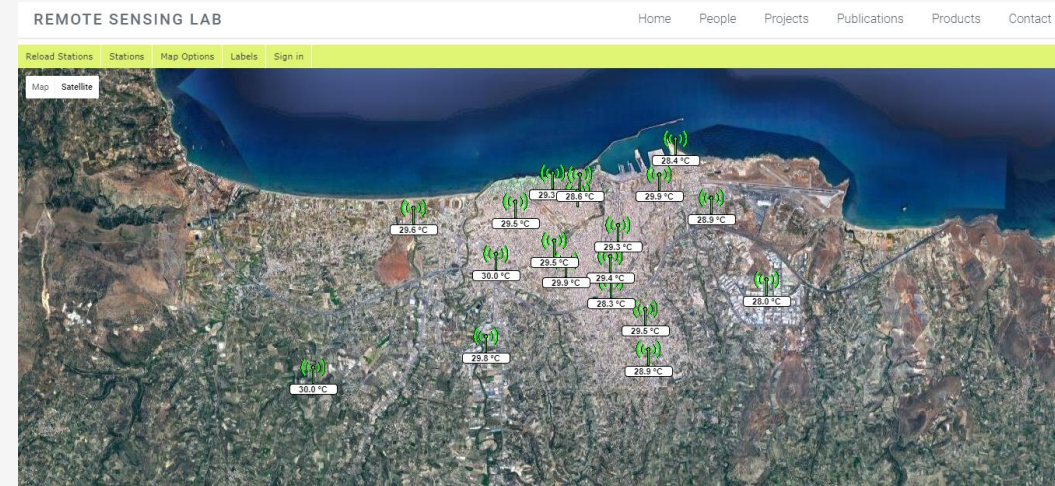 REMOTE SENSING LAB
Home People Projects Publications Products Contact
Reload Stations Stations Map Options Labels Sign in
Map Satellite
28.4 °C
29.3
28.6 °C
29.9 °C
29.5 °C
28.9 °C
29.6 °C
29.3 °C
29.5 °C
30.0 °C
29.4 °C
29.9 °C
28.3 °C
28.0 °C
29.5 °C
29.8 °C
28.9 °C
30.0 °C